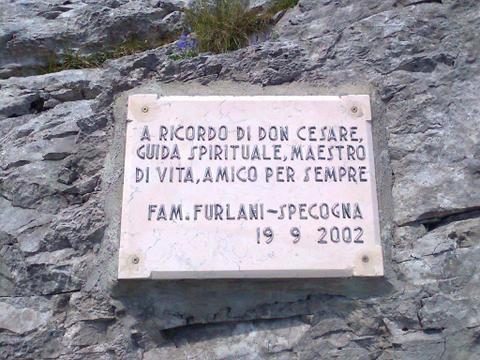 A RICORDO DI DON CESARE,
GUIDA SPIRITUALE, MAESTRO
DI VITA, AMICO PER SEMPRE
FAM. FURLANI-SPECOGNA
19 9 2002